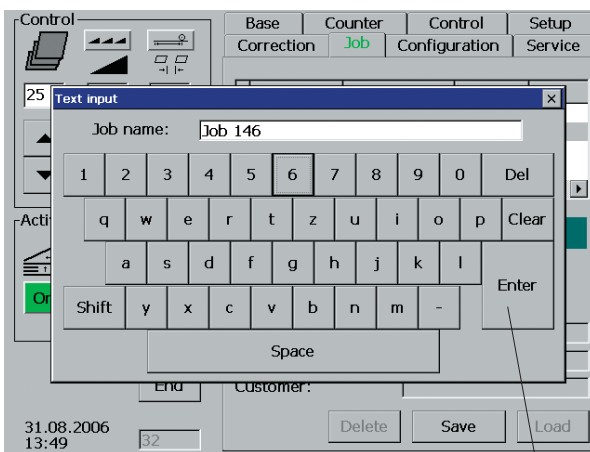 Control
Base Counter Control Setup
Correction Job Configuration Service
25
Text input
Job name: Job 146
1 2 3 4 5 6 7 8 9 0 Del
q w e r t z u i o p Clear
a s d f g h j k l
Enter
Shift y x c v b n m -
Space
End
Customer:
Delete Save Load
31.08.2006
13:49
32